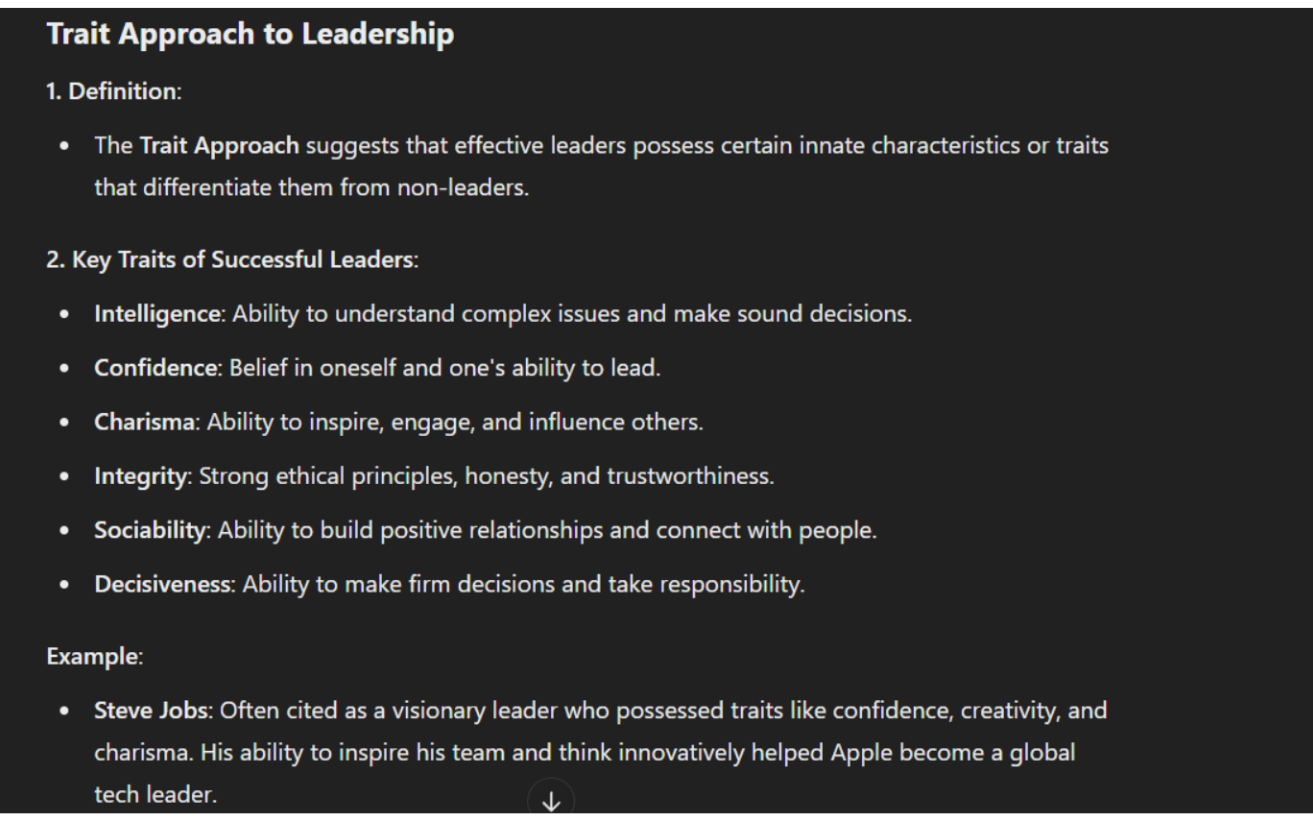 Trait Approach to Leadership
1. Definition:
• The Trait Approach suggests that effective leaders possess certain innate characteristics or traits
that differentiate them from non-leaders.
2. Key Traits of Successful Leaders:
• Intelligence: Ability to understand complex issues and make sound decisions.
• Confidence: Belief in oneself and one's ability to lead.
• Charisma: Ability to inspire, engage, and influence others.
• Integrity: Strong ethical principles, honesty, and trustworthiness.
• Sociability: Ability to build positive relationships and connect with people.
• Decisiveness: Ability to make firm decisions and take responsibility.
Example:
• Steve Jobs: Often cited as a visionary leader who possessed traits like confidence, creativity, and
charisma. His ability to inspire his team and think innovatively helped Apple become a global
tech leader.